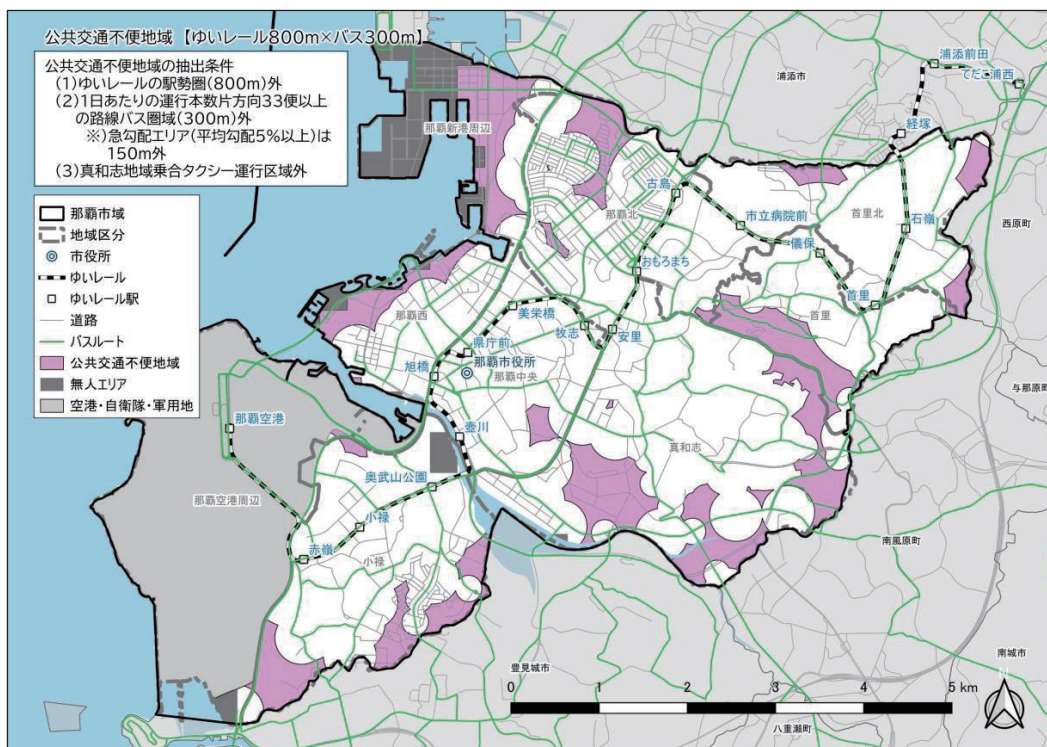 公共交通不便地域 【ゆいレール800m×バス300m】
公共交通不便地域の抽出条件
(1)ゆいレールの駅勢圏(800m)外
(2)1日あたりの運行本数片方向33便以上
の路線バス圏域(300m)外
※)急勾配エリア(平均勾配5%以上)は
150m外
(3)真和志地域乗合タクシー運行区域外
那覇市域
地域区分
市役所
ゆいレール
ゆいレール駅
道路
バスルート
公共交通不便地域
無人エリア
空港・自衛隊・軍用地
浦添市
浦添前田
てだこ浦西
経塚
那覇新港周辺
古島
那覇北
市立病院前
首里北
石嶺
西原町
儀保
おもろまち
首里
首里
美栄橋
那覇西
牧志
安里
県庁前
那覇市役所
那覇中央
旭橋
与那原町
那覇空港
壺川
真和志
奥武山公園
那覇空港周辺
小禄
南風原町
赤嶺
小禄
豊見城市
南城市
八重瀬町
0 1 2 3 4 5 km
N